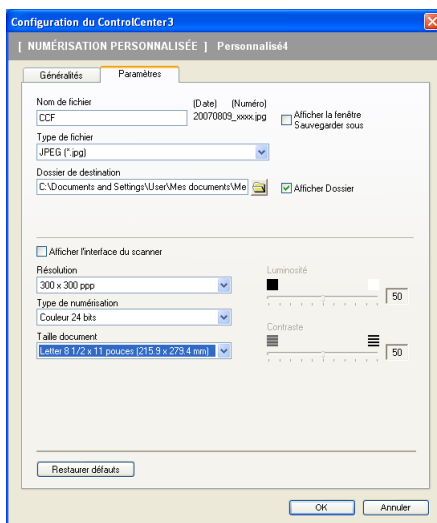 Configuration du ControlCenter3
[ NUMÉRISATION PERSONNALISÉE ] Personnalisé4
Généralités
Paramètres
Nom de fichier
(Date) (Numéro)
CCF
20070809_xxxx.jpg
Afficher la fenêtre
Sauvegarder sous
Type de fichier
JPEG (*.jpg)
Dossier de destination
C:\Documents and Settings\User\Mes documents\Me
Afficher Dossier
Afficher l'interface du scanner
Résolution
300 x 300 ppp
Luminosité
50
Type de numérisation
Couleur 24 bits
Taille document
Letter 8 1/2 x 11 pouces (215.9 x 279.4 mm)
Contraste
50
Restaurer défauts
OK
Annuler